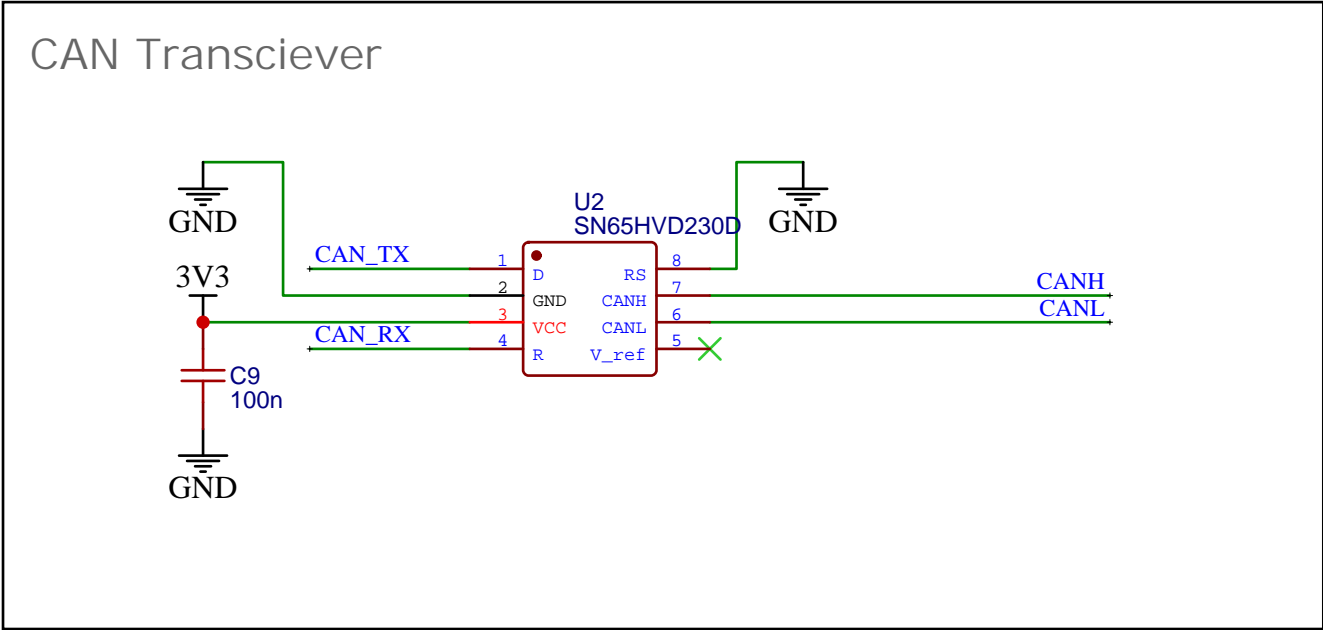 CAN Transciever
GND
U2
SN65HVD230D
GND
CAN_TX
1
D
RS
8
3V3
2
GND
CANH
7
CANH
3
VCC
CANL
6
CANL
CAN_RX
4
R
V_ref
5
C9
100n
GND